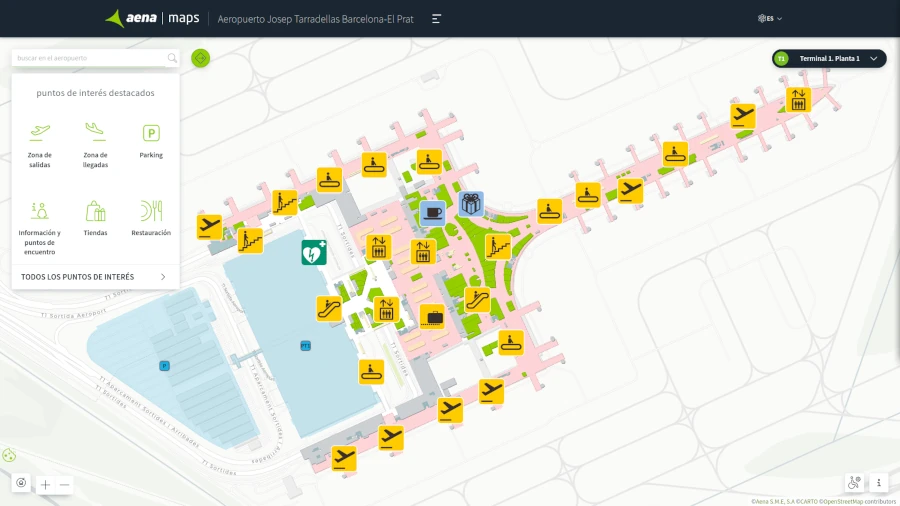 aena | maps
Aeropuerto Josep Tarradellas Barcelona-El Prat
ES
buscar en el aeropuerto
T1
Terminal 1. Planta 1
puntos de interés destacados
Zona de
salidas
Zona de
llegadas
P
Parking
Información y
puntos de
encuentro
Tiendas
Restauración
TODOS LOS PUNTOS DE INTERÉS
T1 Sortides
T1 Sortida Aeroport
P
T1 Sortides
T1 Aparcament Sortides / Arribades
T1 Aparcament Sortides
T1 Sortides
©Aena S.M.E, S.A ©CARTO ©OpenStreetMap contributors